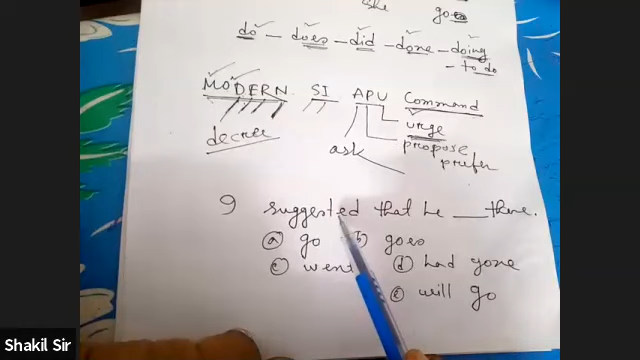 She
go
do - does - did - done - doing
- to do
MODERN SI APU Command
urge
decree
propose
ask
prefer
9 suggested that he ___ there.
(a) go (b) goes
(c) went (d) had gone
(e) will go
Shakil Sir